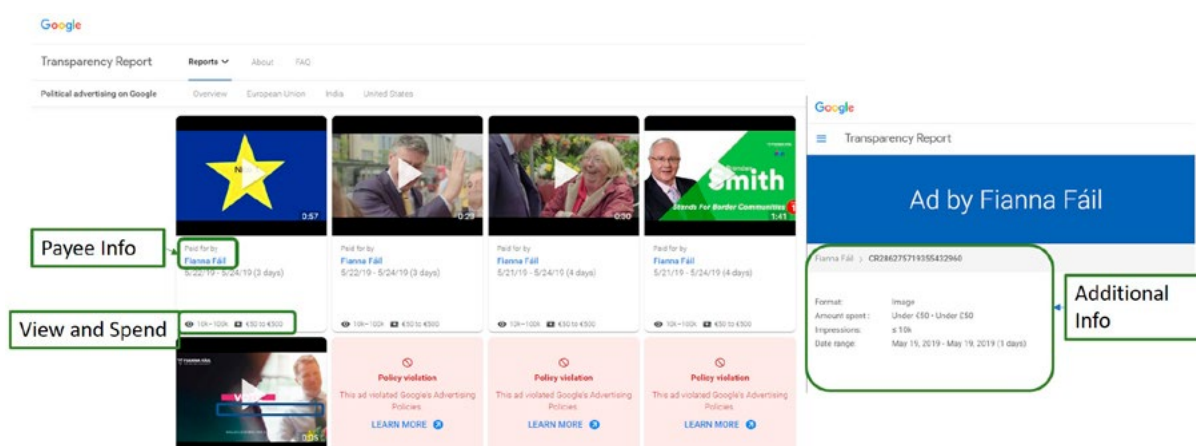 Google
Transparency Report
Reports
About
FAQ
Political advertising on Google
Overview
European Union
India
United States
0:57
0:29
0:30
Smith
Stands For Border Communities
1:41
Payee Info
Paid for by
Fianna Fáil
5/22/19 - 5/24/19 (3 days)
Paid for by
Fianna Fáil
5/22/19 - 5/24/19 (3 days)
Paid for by
Fianna Fáil
5/21/19 - 5/24/19 (4 days)
Paid for by
Fianna Fáil
5/21/19 - 5/24/19 (4 days)
View and Spend
10k–100k €50 to €500
10k–100k €50 to €500
10k–100k €50 to €500
10k–100k €50 to €500
FIANNA FÁIL
0:05
Policy violation
This ad violated Google's Advertising
Policies.
LEARN MORE
Policy violation
This ad violated Google's Advertising
Policies.
LEARN MORE
Policy violation
This ad violated Google's Advertising
Policies.
LEARN MORE
Google
Transparency Report
Ad by Fianna Fáil
Fianna Fáil > CR286275719355432960
Format: Image
Amount spent: Under €50 - Under £50
Impressions: ≤ 10k
Date range: May 19, 2019 - May 19, 2019 (1 days)
Additional
Info